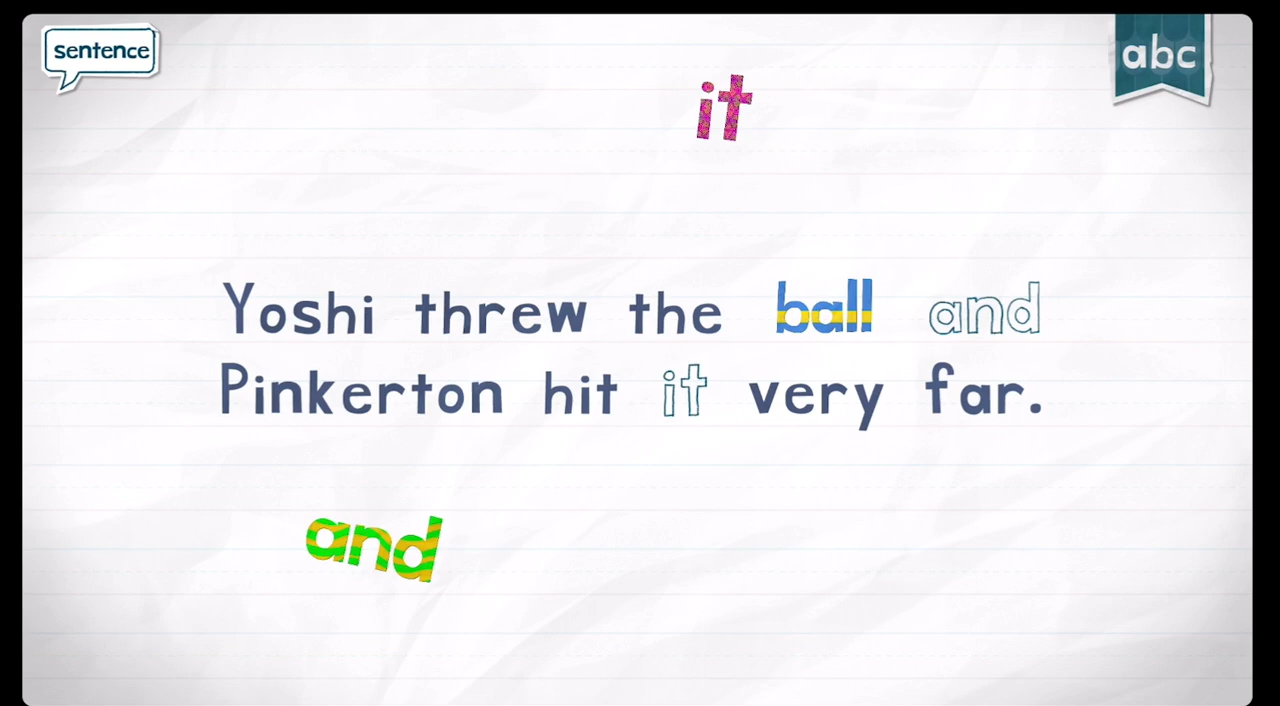 sentence
abc
it
Yoshi threw the ball and
Pinkerton hit it very far.
and